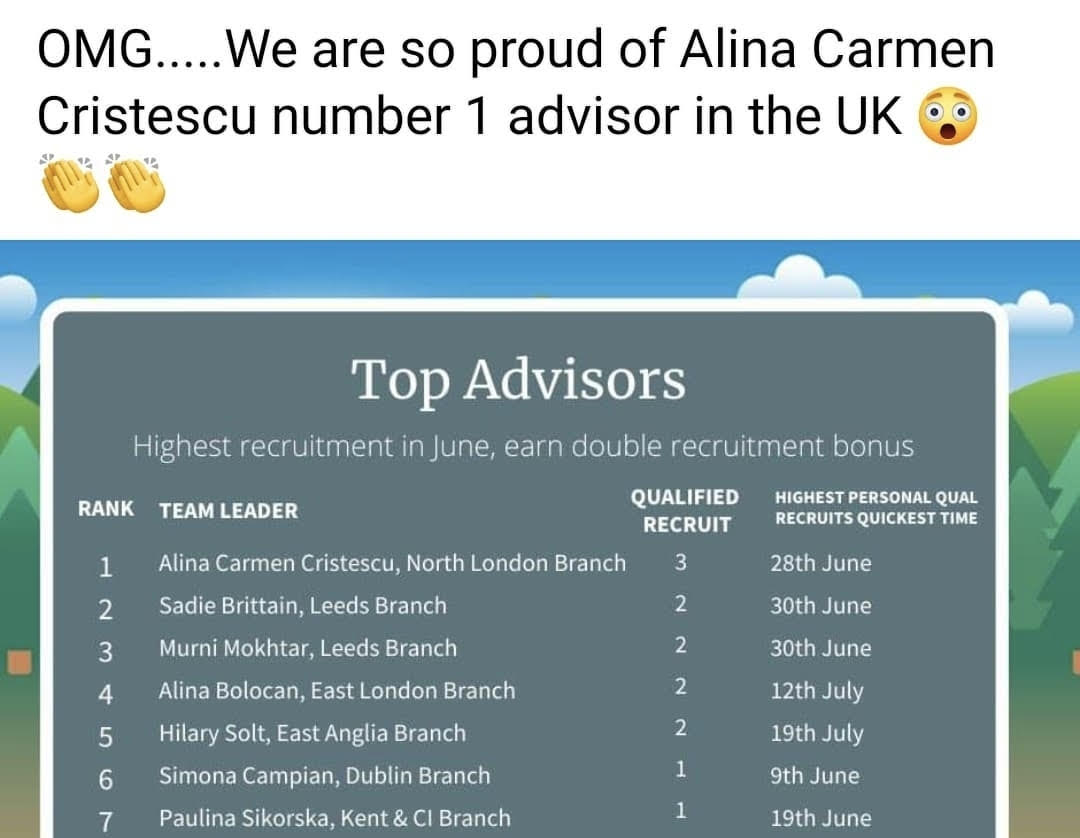 OMG.....We are so proud of Alina Carmen
Cristescu number 1 advisor in the UK 😲
👏👏
Top Advisors
Highest recruitment in June, earn double recruitment bonus
RANK TEAM LEADER QUALIFIED RECRUIT HIGHEST PERSONAL QUAL RECRUITS QUICKEST TIME
1 Alina Carmen Cristescu, North London Branch 3 28th June
2 Sadie Brittain, Leeds Branch 2 30th June
3 Murni Mokhtar, Leeds Branch 2 30th June
4 Alina Bolocan, East London Branch 2 12th July
5 Hilary Solt, East Anglia Branch 2 19th July
6 Simona Campian, Dublin Branch 1 9th June
7 Paulina Sikorska, Kent & CI Branch 1 19th June